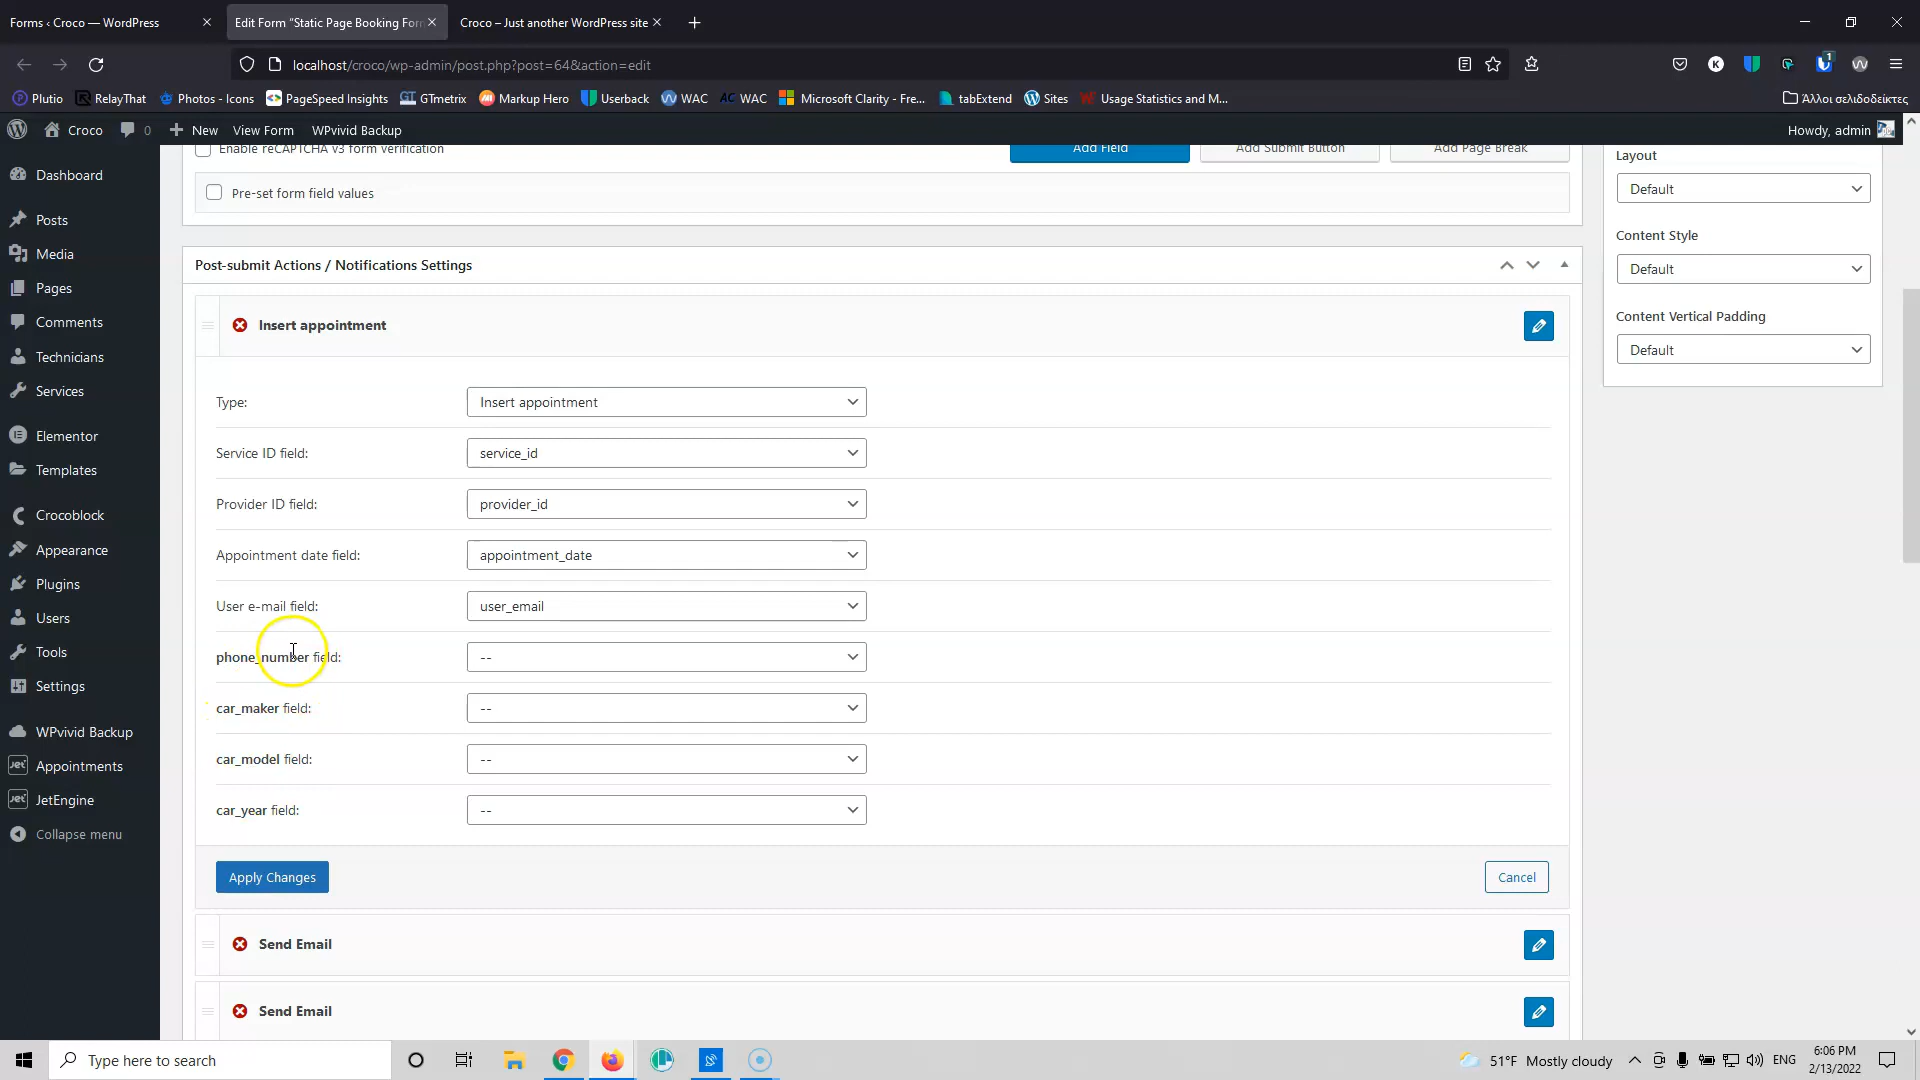 Forms ‹ Croco — WordPress
Edit Form "Static Page Booking For
Croco – Just another WordPress site
localhost/croco/wp-admin/post.php?post=64&action=edit
Plutio
RelayThat
Photos - Icons
PageSpeed Insights
GTmetrix
Markup Hero
Userback
WAC
WAC
Microsoft Clarity - Fre...
tabExtend
Sites
Usage Statistics and M...
Άλλοι σελιδοδείκτες
Croco
0
New
View Form
WPvivid Backup
Howdy, admin
Dashboard
Posts
Media
Pages
Comments
Technicians
Services
Elementor
Templates
Crocoblock
Appearance
Plugins
Users
Tools
Settings
WPvivid Backup
Appointments
JetEngine
Collapse menu
Enable reCAPTCHA v3 form verification
Add Field
Add Submit Button
Add Page Break
Pre-set form field values
Post-submit Actions / Notifications Settings
Insert appointment
Type:
Insert appointment
Service ID field:
service_id
Provider ID field:
provider_id
Appointment date field:
appointment_date
User e-mail field:
user_email
phone_number field:
--
car_maker field:
--
car_model field:
--
car_year field:
--
Apply Changes
Cancel
Send Email
Send Email
Layout
Default
Content Style
Default
Content Vertical Padding
Default
Type here to search
51°F Mostly cloudy
ENG
6:06 PM
2/13/2022